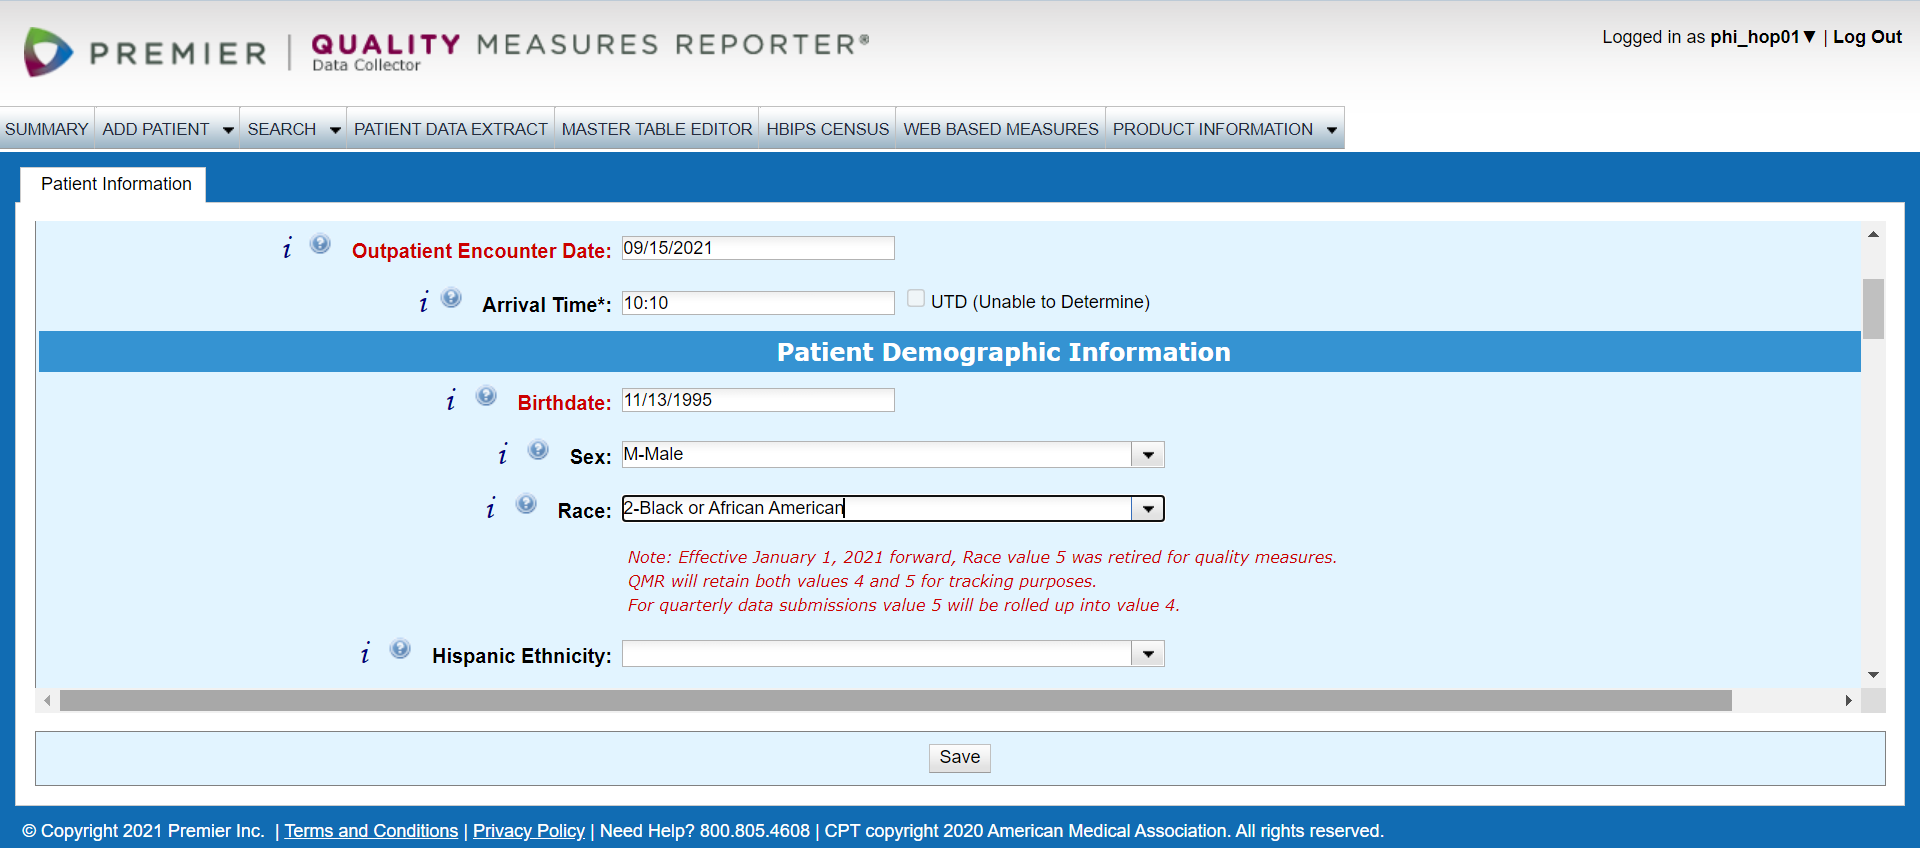 PREMIER | QUALITY MEASURES REPORTER®
Data Collector
Logged in as phi_hop01▼ | Log Out
SUMMARY ADD PATIENT SEARCH PATIENT DATA EXTRACT MASTER TABLE EDITOR HBIPS CENSUS WEB BASED MEASURES PRODUCT INFORMATION
Patient Information
i ? Outpatient Encounter Date: 09/15/2021
i ? Arrival Time*: 10:10 UTD (Unable to Determine)
Patient Demographic Information
i ? Birthdate: 11/13/1995
i ? Sex: M-Male
i ? Race: 2-Black or African American
Note: Effective January 1, 2021 forward, Race value 5 was retired for quality measures.
QMR will retain both values 4 and 5 for tracking purposes.
For quarterly data submissions value 5 will be rolled up into value 4.
i ? Hispanic Ethnicity:
Save
© Copyright 2021 Premier Inc. | Terms and Conditions | Privacy Policy | Need Help? 800.805.4608 | CPT copyright 2020 American Medical Association. All rights reserved.